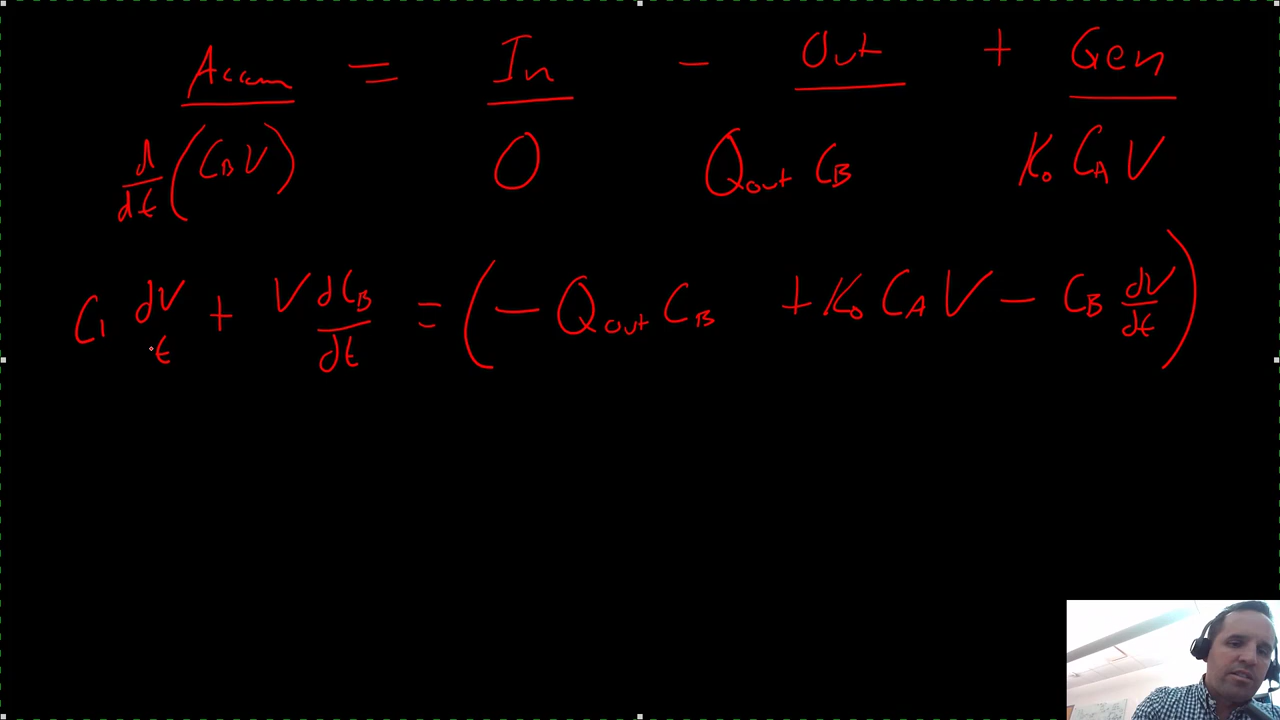 Accum = In - Out + Gen
d/dt (C_B V) 0 Q_out C_B K_0 C_A V
C_1 dV/t + V dC_B/dt = (- Q_out C_B + K_0 C_A V - C_B dV/dt)